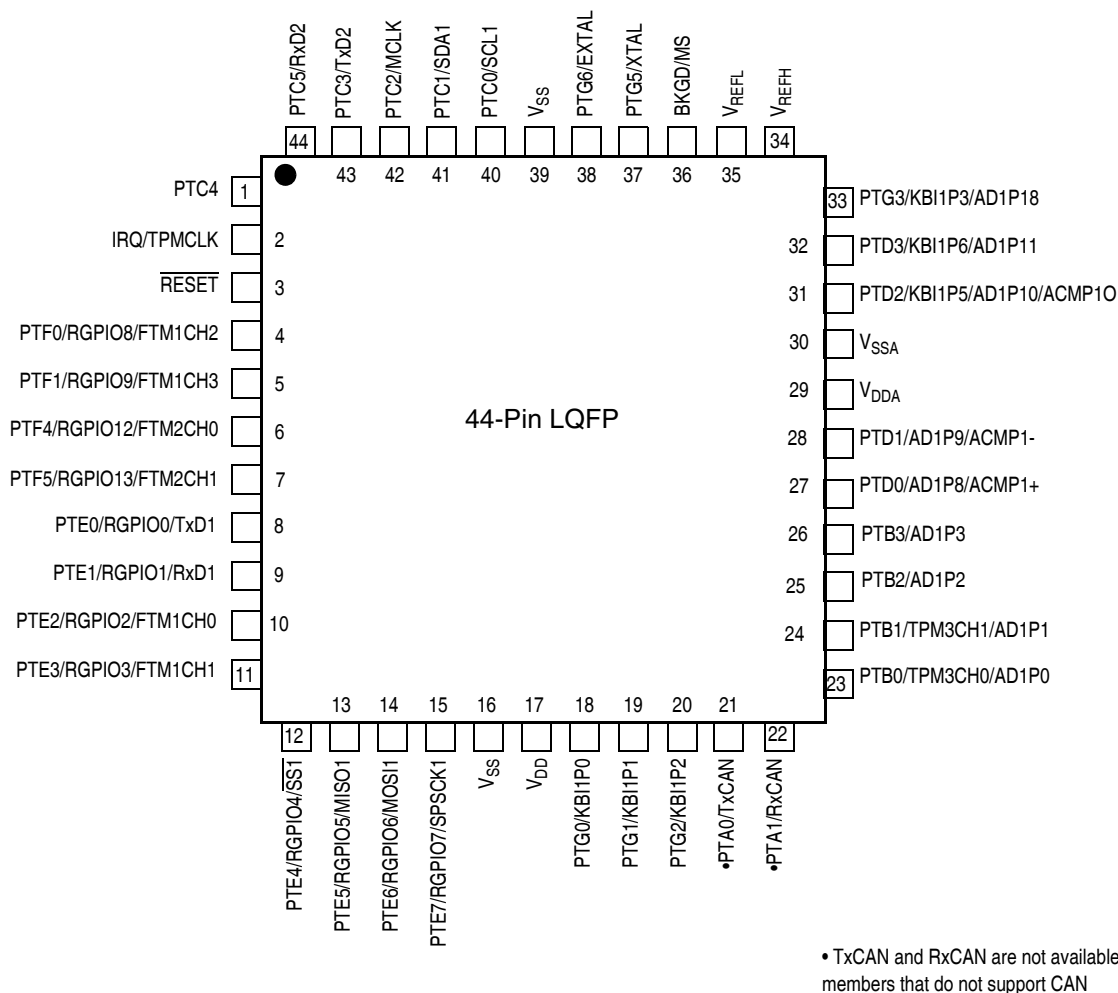 PTC5/RxD2
PTC3/TxD2
PTC2/MCLK
PTC1/SDA1
PTC0/SCL1
VSS
PTG6/EXTAL
PTG5/XTAL
BKGD/MS
VREFL
VREFH
44
43
42
41
40
39
38
37
36
35
34
PTC4 1
IRQ/TPMCLK 2
RESET 3
PTF0/RGPIO8/FTM1CH2 4
PTF1/RGPIO9/FTM1CH3 5
PTF4/RGPIO12/FTM2CH0 6
PTF5/RGPIO13/FTM2CH1 7
PTE0/RGPIO0/TxD1 8
PTE1/RGPIO1/RxD1 9
PTE2/RGPIO2/FTM1CH0 10
PTE3/RGPIO3/FTM1CH1 11
44-Pin LQFP
33 PTG3/KBI1P3/AD1P18
32 PTD3/KBI1P6/AD1P11
31 PTD2/KBI1P5/AD1P10/ACMP1O
30 VSSA
29 VDDA
28 PTD1/AD1P9/ACMP1-
27 PTD0/AD1P8/ACMP1+
26 PTB3/AD1P3
25 PTB2/AD1P2
24 PTB1/TPM3CH1/AD1P1
23 PTB0/TPM3CH0/AD1P0
12
13
14
15
16
17
18
19
20
21
22
PTE4/RGPIO4/SS1
PTE5/RGPIO5/MISO1
PTE6/RGPIO6/MOSI1
PTE7/RGPIO7/SPSCK1
VSS
VDD
PTG0/KBI1P0
PTG1/KBI1P1
PTG2/KBI1P2
•PTA0/TxCAN
•PTA1/RxCAN
• TxCAN and RxCAN are not available
members that do not support CAN